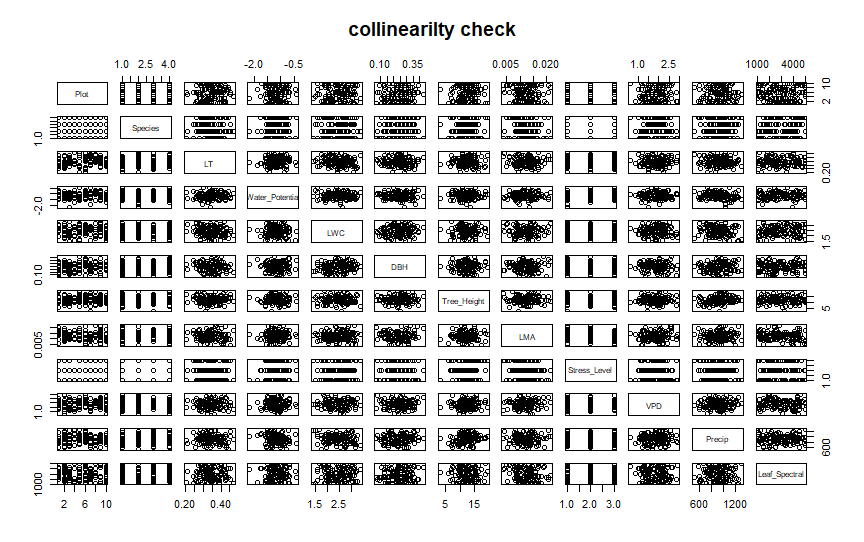 collinearilty check
1.0 2.5 4.0 -2.0 -0.5 0.10 0.35 0.005 0.020 1.0 2.5 1000 4000
Plot 2 10
1.0 Species
LT 0.20
-2.0 Water_Potential
LWC 1.5
0.10 DBH
Tree_Height 5
0.005 LMA
Stress_Level 1.0
1.0 VPD
Precip 600
1000 Leaf_Spectral
2 6 10 0.20 0.40 1.5 2.5 5 15 1.0 2.0 3.0 600 1200